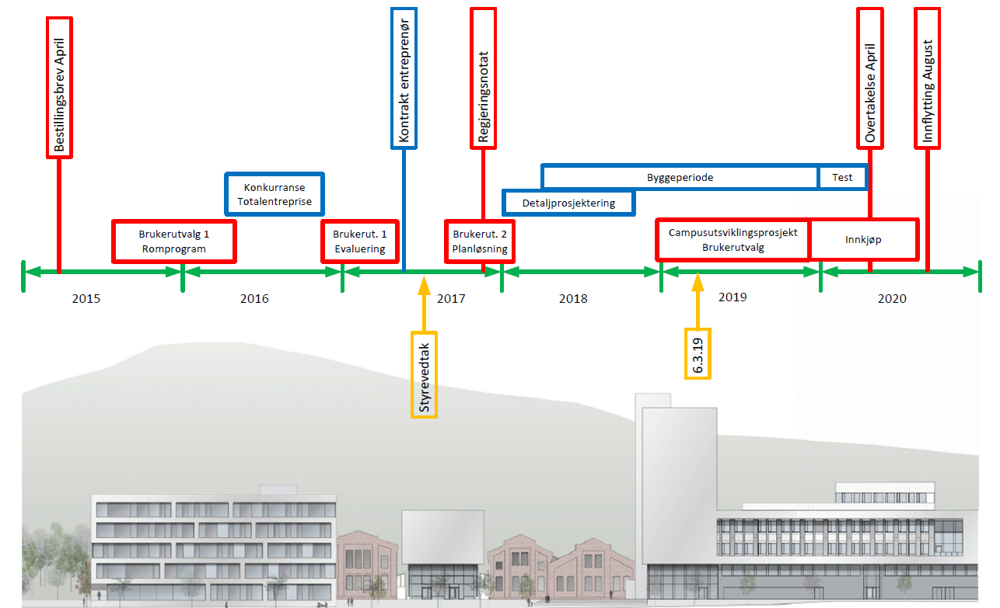 Bestillingsbrev April
Kontrakt entreprenør
Regjeringsnotat
Overtakelse April
Innflytting August
Konkurranse
Totalentreprise
Byggeperiode
Test
Detaljprosjektering
Brukerutvalg 1
Romprogram
Brukerut. 1
Evaluering
Brukerut. 2
Planløsning
Campusutsviklingsprosjekt
Brukerutvalg
Innkjøp
2015
2016
2017
2018
2019
2020
Styrevedtak
6.3.19